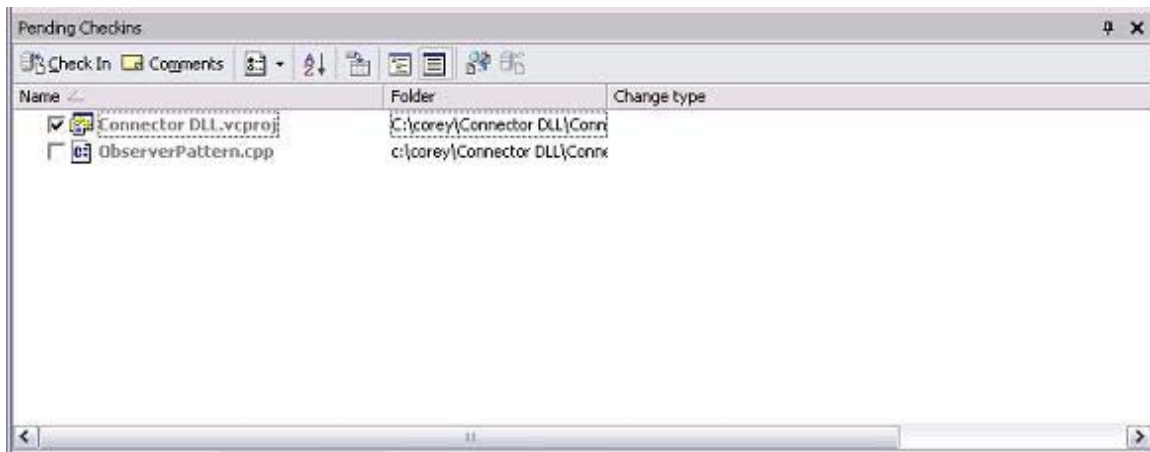 Pending Checkins
Check In Comments
Name Folder Change type
Connector DLL.vcproj C:\corey\Connector DLL\Conn
ObserverPattern.cpp c:\corey\Connector DLL\Conne